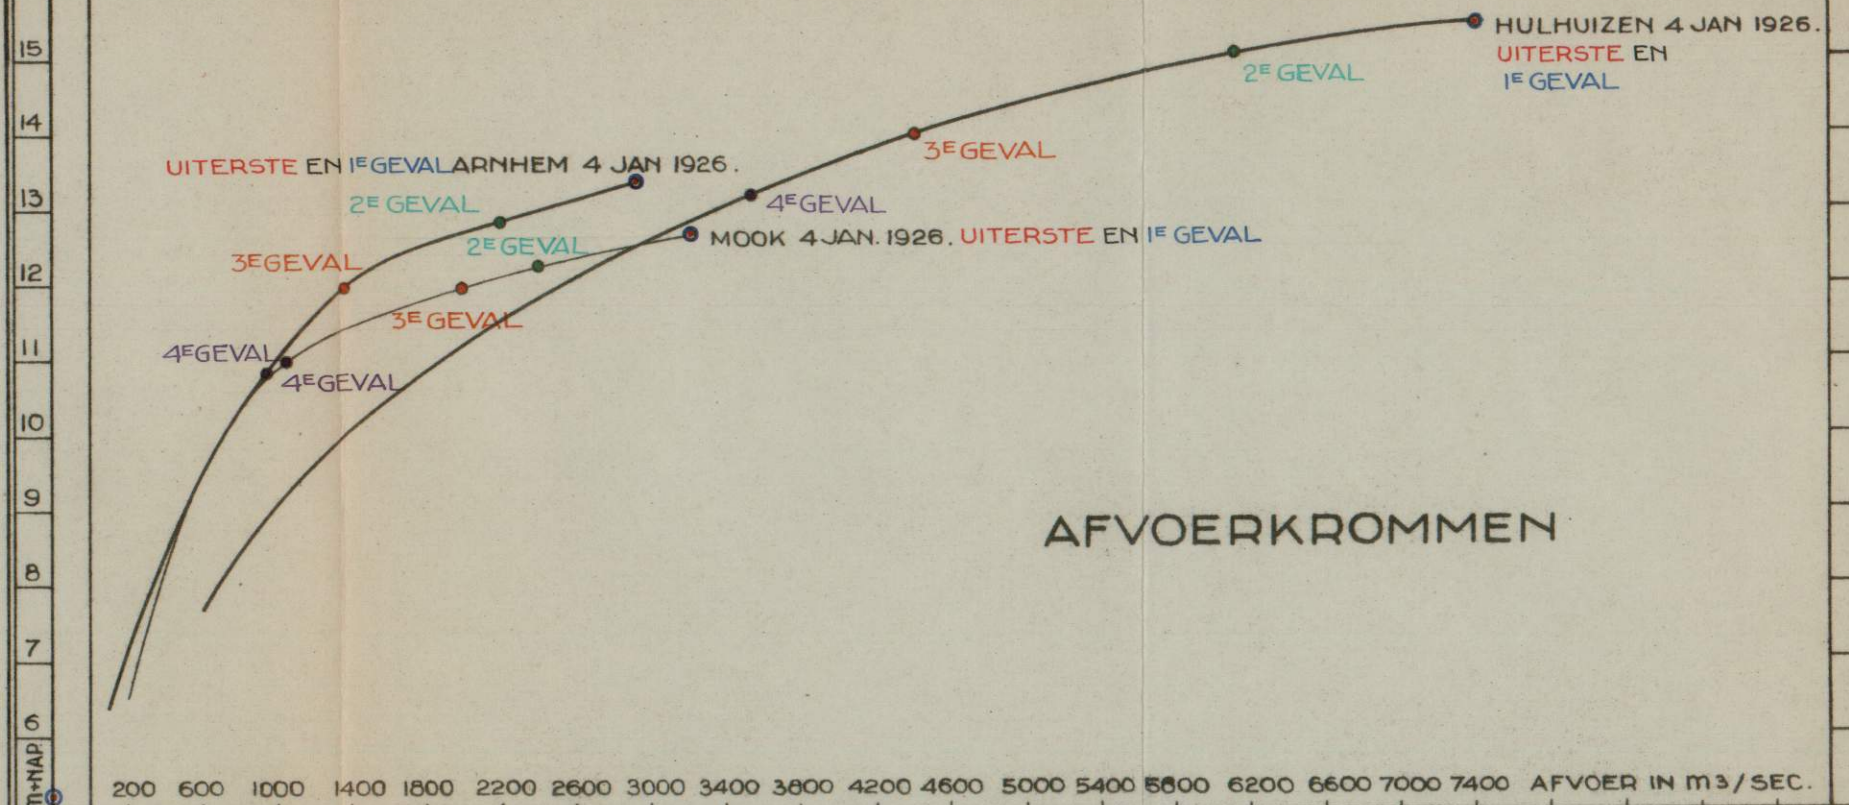 15
14
13
12
11
10
9
8
7
6
m+NAP
HULHUIZEN 4 JAN 1926.
UITERSTE EN
1E GEVAL
2E GEVAL
3E GEVAL
UITERSTE EN 1E GEVAL ARNHEM 4 JAN 1926.
2E GEVAL
4E GEVAL
MOOK 4 JAN. 1926. UITERSTE EN 1E GEVAL
2E GEVAL
3E GEVAL
3E GEVAL
4E GEVAL
4E GEVAL
AFVOERKROMMEN
200 600 1000 1400 1800 2200 2600 3000 3400 3800 4200 4600 5000 5400 5800 6200 6600 7000 7400 AFVOER IN m3/SEC.